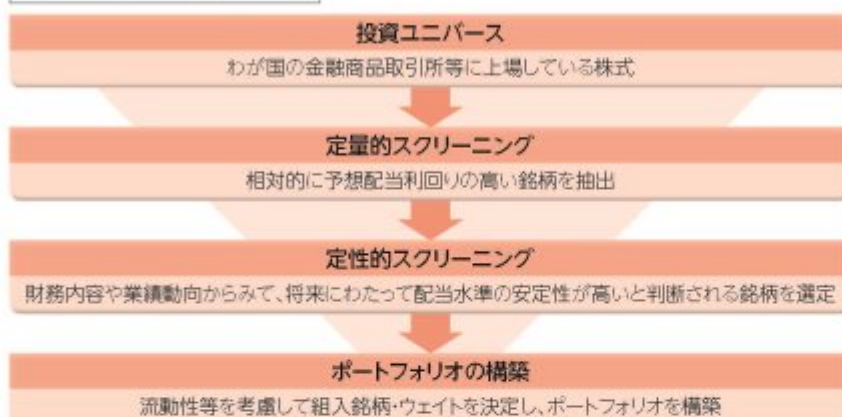 投資ユニバース
わが国の金融商品取引所等に上場している株式
定量的スクリーニング
相対的に予想配当利回りの高い銘柄を抽出
定性的スクリーニング
財務内容や業績動向からみて、将来にわたって配当水準の安定性が高いと判断される銘柄を選定
ポートフォリオの構築
流動性等を考慮して組入銘柄・ウェイトを決定し、ポートフォリオを構築